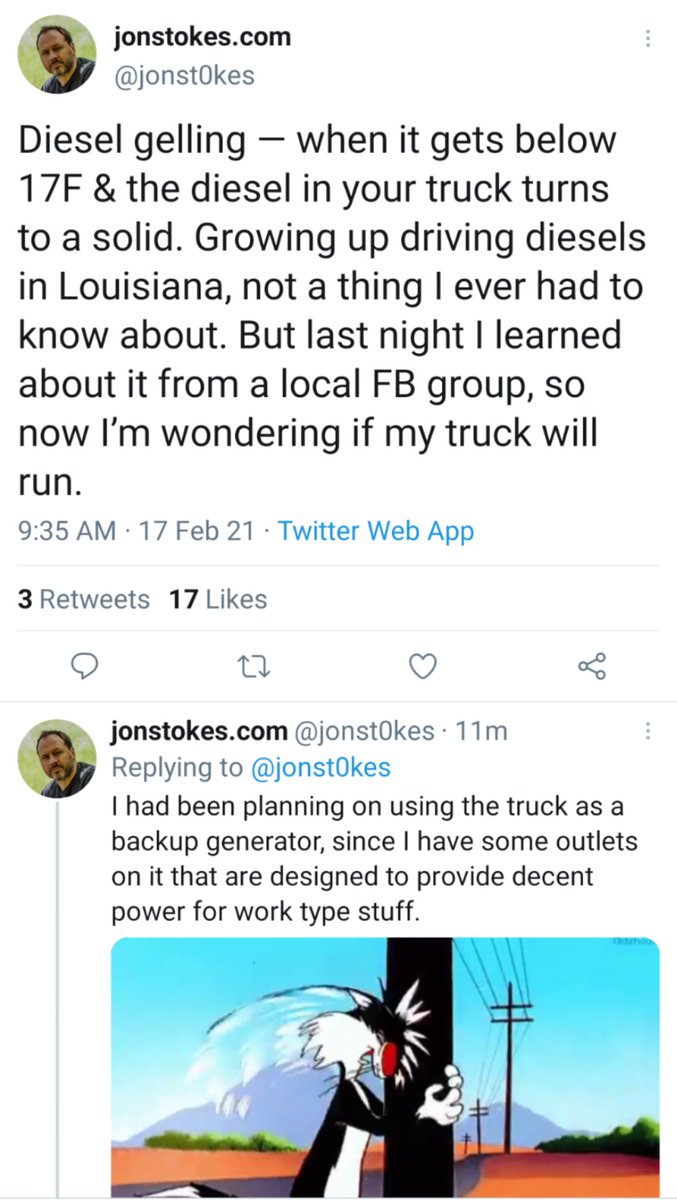 jonstokes.com
@jonst0kes
Diesel gelling — when it gets below
17F & the diesel in your truck turns
to a solid. Growing up driving diesels
in Louisiana, not a thing I ever had to
know about. But last night I learned
about it from a local FB group, so
now I’m wondering if my truck will
run.
9:35 AM · 17 Feb 21 · Twitter Web App
3 Retweets 17 Likes
jonstokes.com @jonst0kes · 11m
Replying to @jonst0kes
I had been planning on using the truck as a
backup generator, since I have some outlets
on it that are designed to provide decent
power for work type stuff.